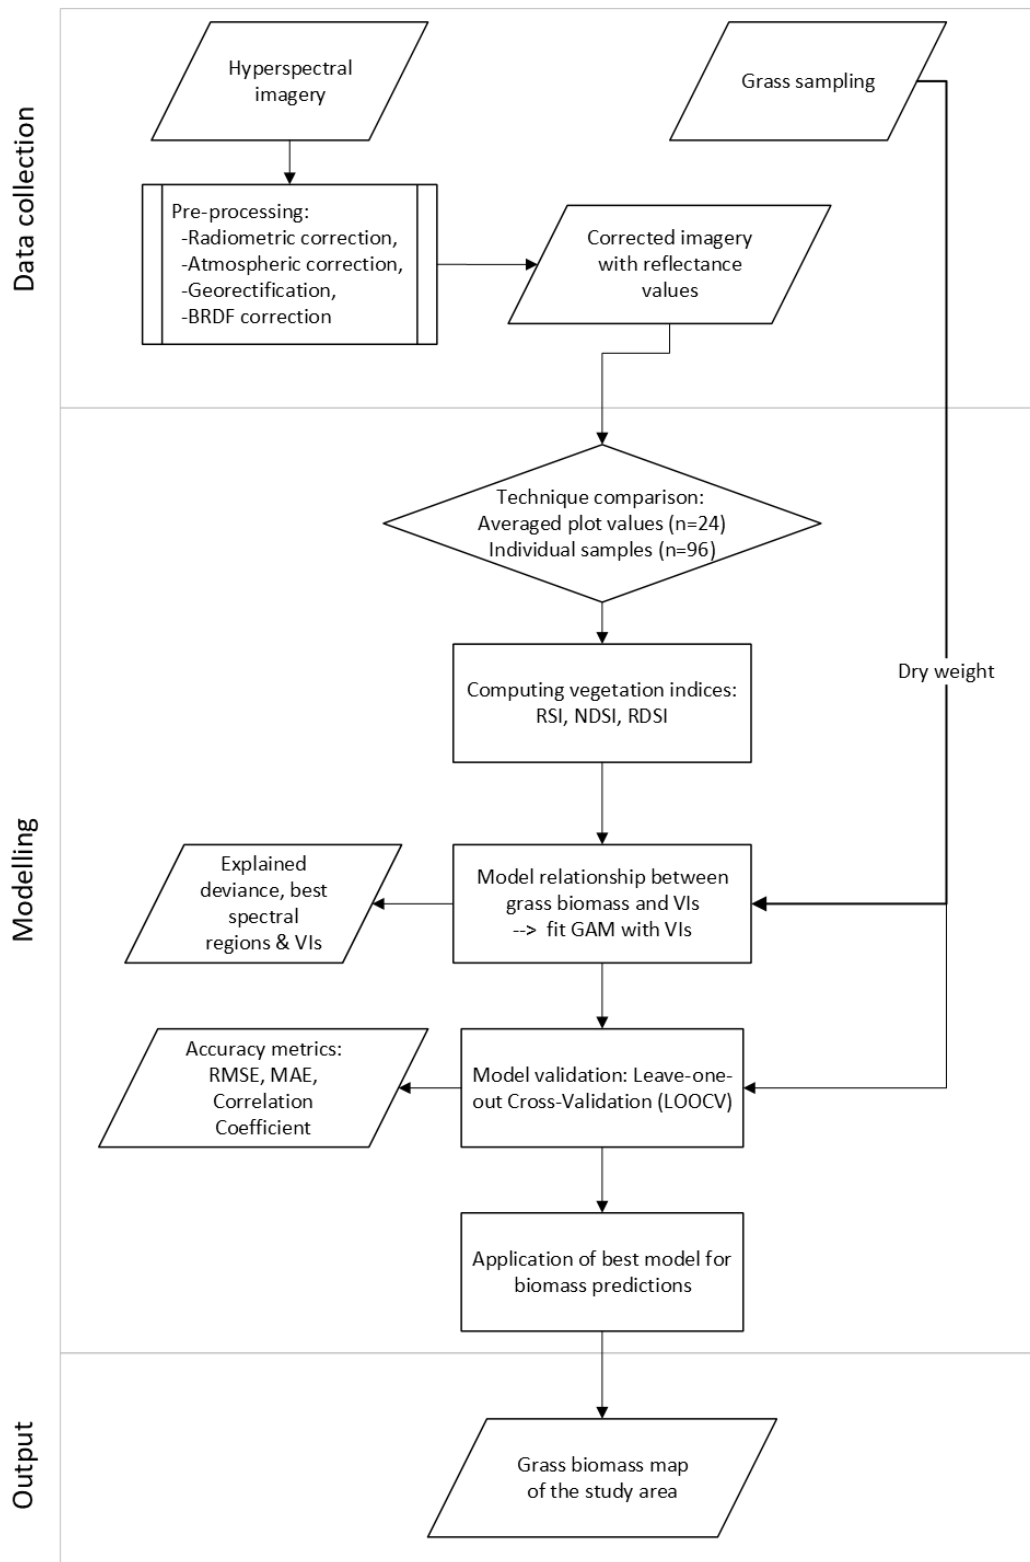 Data collection
Hyperspectral
imagery
Grass sampling
Pre-processing:
-Radiometric correction,
-Atmospheric correction,
-Georectification,
-BRDF correction
Corrected imagery
with reflectance
values
Modelling
Technique comparison:
Averaged plot values (n=24)
Individual samples (n=96)
Computing vegetation indices:
RSI, NDSI, RDSI
Dry weight
Explained
deviance, best
spectral
regions & VIs
Model relationship between
grass biomass and VIs
--> fit GAM with VIs
Accuracy metrics:
RMSE, MAE,
Correlation
Coefficient
Model validation: Leave-one-
out Cross-Validation (LOOCV)
Application of best model for
biomass predictions
Output
Grass biomass map
of the study area